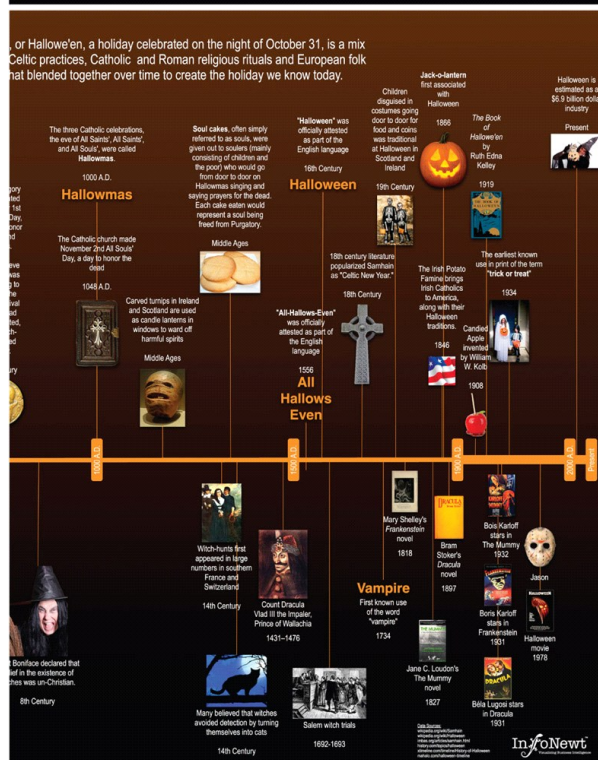 , or Hallowe'en, a holiday celebrated on the night of October 31, is a mix
Celtic practices, Catholic and Roman religious rituals and European folk
hat blended together over time to create the holiday we know today.
The three Catholic celebrations,
the eve of All Saints', All Saints',
and All Souls', were called
Hallowmas.
1000 A.D.
Hallowmas
The Catholic church made
November 2nd All Souls'
Day, a day to honor the
dead
1048 A.D.
Carved turnips in Ireland
and Scotland are used
as candle lanterns in
windows to ward off
harmful spirits
Middle Ages
Soul cakes, often simply
referred to as souls, were
given out to soulers (mainly
consisting of children and
the poor) who would go
from door to door on
Hallowmas singing and
saying prayers for the dead.
Each cake eaten would
represent a soul being
freed from Purgatory.
Middle Ages
"Halloween" was
officially attested
as part of the
English language
16th Century
Halloween
"All-Hallows-Even"
was officially
attested as part of
the English
language
1556
All
Hallows
Even
18th century literature
popularized Samhain
as "Celtic New Year."
18th Century
Children
disguised in
costumes going
door to door for
food and coins
was traditional
at Halloween in
Scotland and
Ireland
19th Century
Jack-o-lantern
first associated
with
Halloween
1866
The Irish Potato
Famine brings
Irish Catholics
to America,
along with their
Halloween
traditions.
1846
The Book
of
Hallowe'en
by
Ruth Edna
Kelley
1919
Candied
Apple
invented
by William
W. Kolb
1908
The earliest known
use in print of the term
"trick or treat"
1934
Halloween is
estimated as a
$6.9 billion dolla
industry
Present
1000 A.D.
1500 A.D.
1900 A.D.
2000 A.D.
Present
t Boniface declared that
lief in the existence of
ches was un-Christian.
8th Century
Witch-hunts first
appeared in large
numbers in southern
France and
Switzerland
14th Century
Many believed that witches
avoided detection by turning
themselves into cats
14th Century
Count Dracula
Vlad III the Impaler,
Prince of Wallachia
1431–1476
Salem witch trials
1692-1693
Vampire
First known use
of the word
"vampire"
1734
Mary Shelley's
Frankenstein
novel
1818
Jane C. Loudon's
The Mummy
novel
1827
DRACULA
Bram
Stoker's
Dracula
novel
1897
Bois Karloff
stars in
The Mummy
1932
Boris Karloff
stars in
Frankenstein
1931
DRACULA
Béla Lugosi stars
in Dracula
1931
Jason
Halloween
movie
1978
Data Sources:
InfoNewt